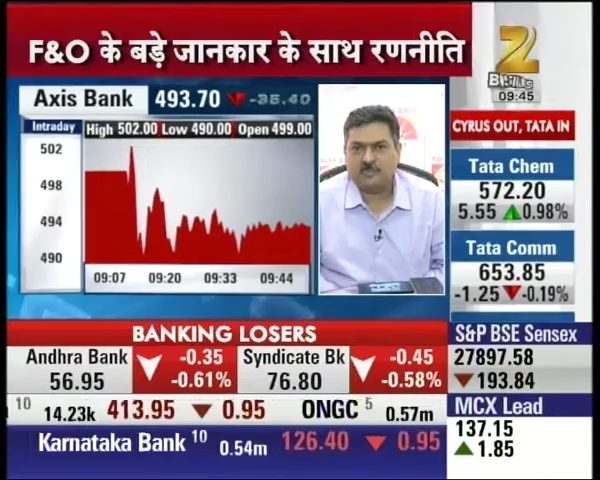 F&O के बड़े जानकार के साथ रणनीति
Z
09:45
Axis Bank 493.70 -35.40
Intraday High 502.00 Low 490.00 Open 499.00
502
498
494
490
09:07 09:20 09:33 09:44
CYRUS OUT, TATA IN
Tata Chem
572.20
5.55 0.98%
Tata Comm
653.85
-1.25 -0.19%
BANKING LOSERS
Andhra Bank -0.35
56.95 -0.61%
Syndicate Bk -0.45
76.80 -0.58%
S&P BSE Sensex
27897.58
193.84
10 14.23k 413.95 0.95 ONGC 5 0.57m
MCX Lead
137.15
1.85
Karnataka Bank 10 0.54m 126.40 0.95